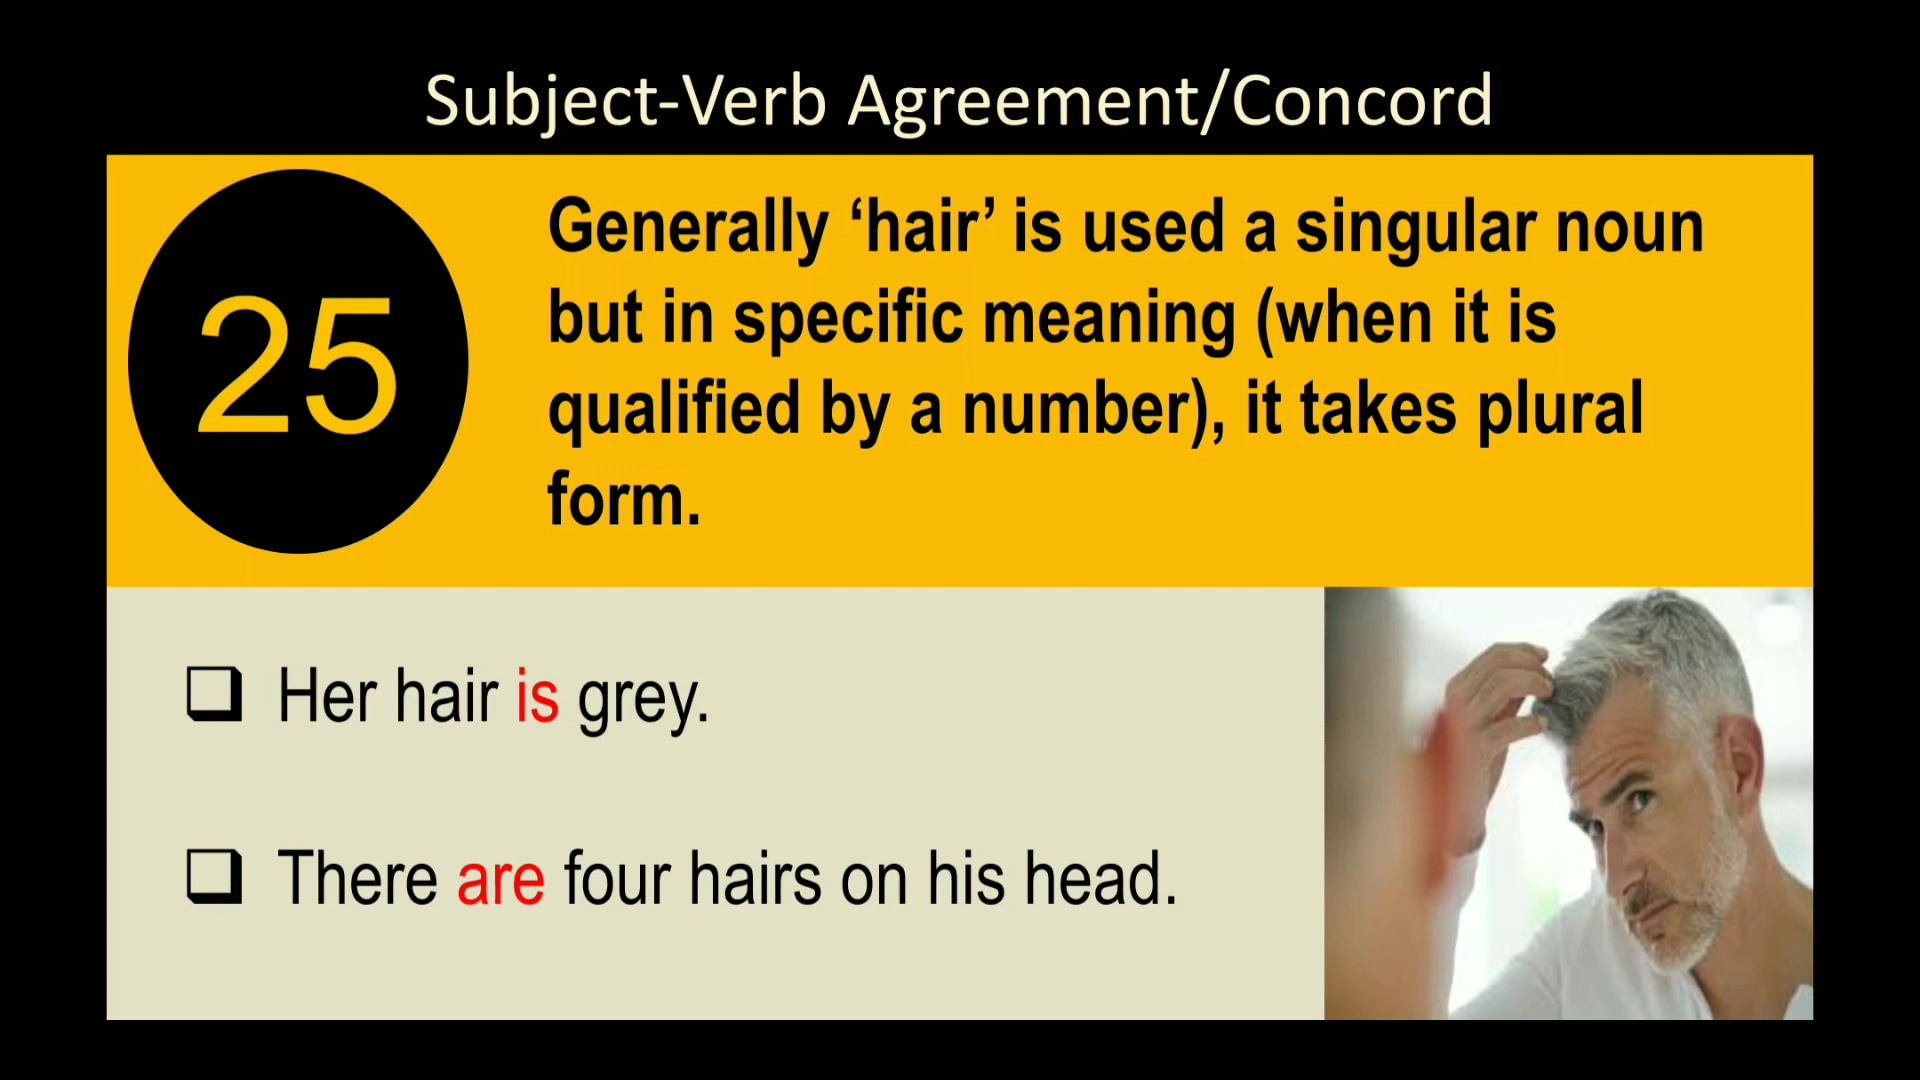 Subject-Verb Agreement/Concord
25
Generally ‘hair’ is used a singular noun
but in specific meaning (when it is
qualified by a number), it takes plural
form.
Her hair is grey.
There are four hairs on his head.